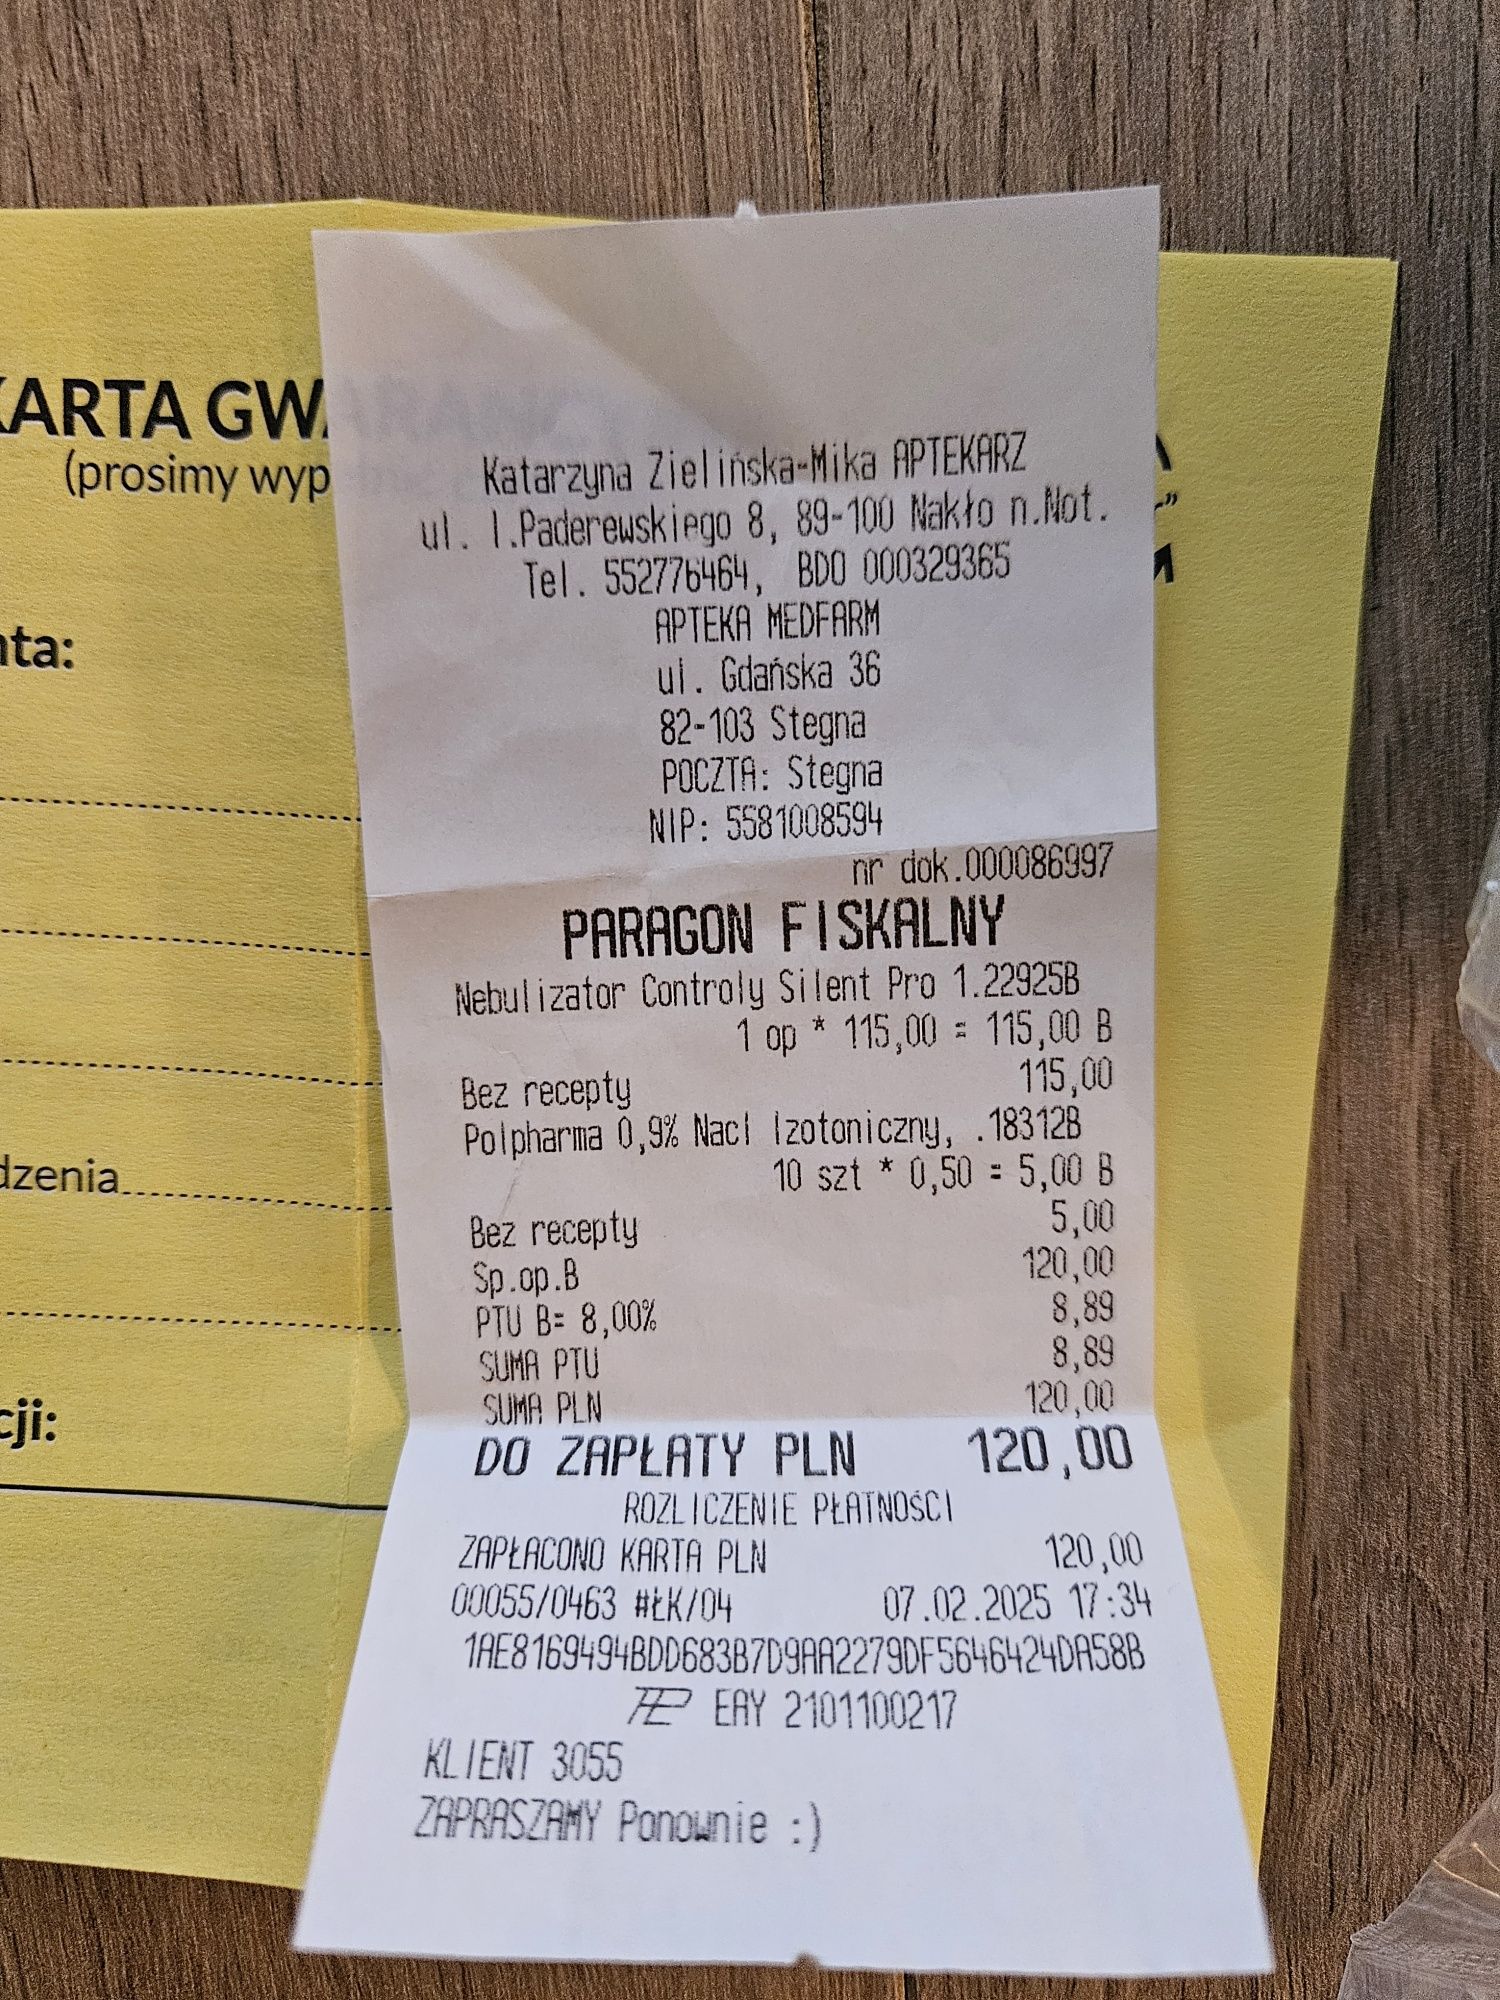 KARTA GWA
(prosimy wyp
nta:
dzenia
cji:
Katarzyna Zielińska-Mika APTEKARZ
ul. I.Paderewskiego 8, 89-100 Nakło n.Not.
Tel. 552776464, BDO 000329365
APTEKA MEDFARM
ul. Gdańska 36
82-103 Stegna
POCZTA: Stegna
NIP: 5581008594
nr dok.000086997
PARAGON FISKALNY
Nebulizator Controly Silent Pro 1.22925B
1 op * 115,00 = 115,00 B
Bez recepty 115,00
Polpharma 0,9% Nacl Izotoniczny, .18312B
10 szt * 0,50 = 5,00 B
Bez recepty 5,00
Sp.op.B 120,00
PTU B= 8,00% 8,89
SUMA PTU 8,89
SUMA PLN 120,00
DO ZAPŁATY PLN 120,00
ROZLICZENIE PŁATNOŚCI
ZAPŁACONO KARTA PLN 120,00
00055/0463 #ŁK/04 07.02.2025 17:34
1AE8169494BDD683B7D9AA2279DF5646424DA58B
EAY 2101100217
KLIENT 3055
ZAPRASZAMY Ponownie :)